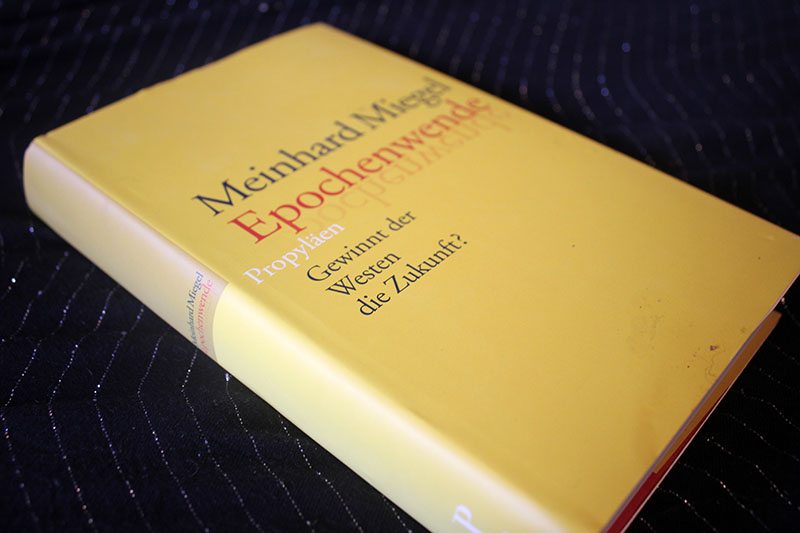 Meinhard Miegel
Epochenwende
Propyläen
Gewinnt der
Westen
die Zukunft?
Meinhard Miegel
Epochenwende
P